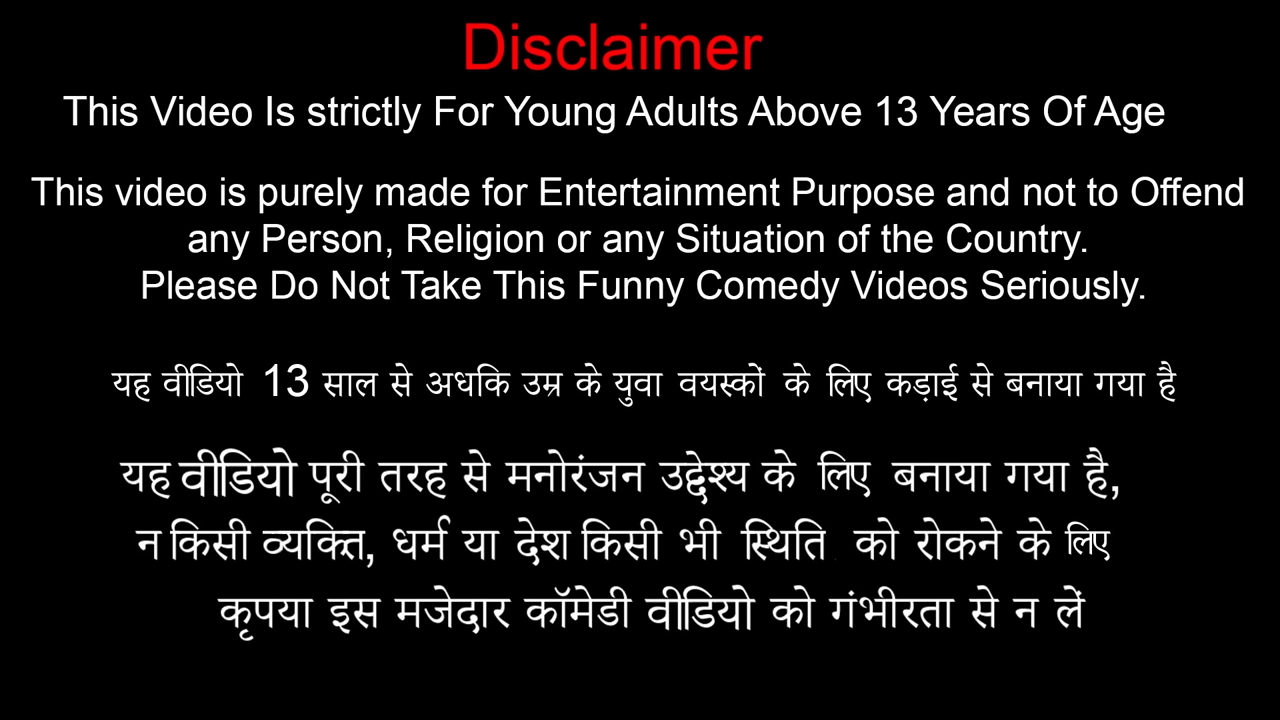 Disclaimer
This Video Is strictly For Young Adults Above 13 Years Of Age
This video is purely made for Entertainment Purpose and not to Offend
any Person, Religion or any Situation of the Country.
Please Do Not Take This Funny Comedy Videos Seriously.
यह वीडियो 13 साल से अधकि उम्र के युवा वयस्कों के लिए कड़ाई से बनाया गया है
यह वीडियो पूरी तरह से मनोरंजन उद्देश्य के लिए बनाया गया है,
न किसी व्यक्ति, धर्म या देश किसी भी स्थिति को रोकने के लिए
कृपया इस मजेदार कॉमेडी वीडियो को गंभीरता से न लें